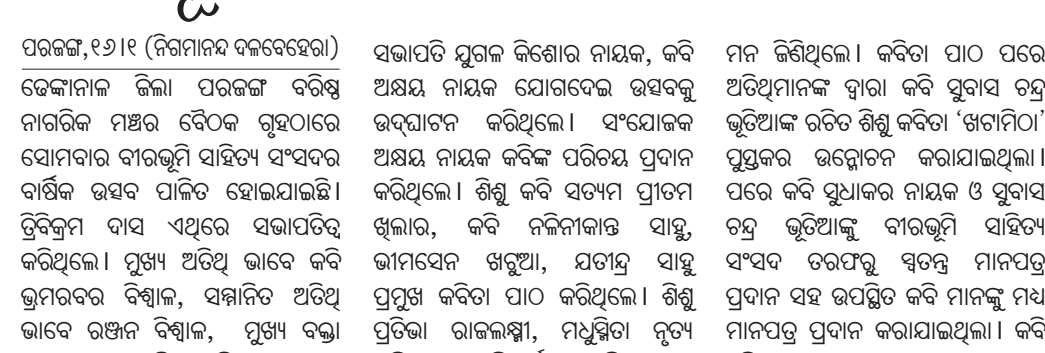 ପରଜଙ୍ଗ,୧୬।୧ (ନିଗମାନନ୍ଦ ଦଳବେହେରା)
ଢେଙ୍କାନାଳ ଜିଲା ପରଜଙ୍ଗ ବରିଷ୍ଠ
ନାଗରିକ ମଞ୍ଚର ବୈଠକ ଗୃହଠାରେ
ସୋମବାର ବୀରଭୂମି ସାହିତ୍ୟ ସଂସଦର
ବାର୍ଷିକ ଉତ୍ସବ ପାଳିତ ହୋଇଯାଇଛି।
ତ୍ରିବିକ୍ରମ ଦାସ ଏଥିରେ ସଭାପତିତ୍ୱ
କରିଥିଲେ। ମୁଖ୍ୟ ଅତିଥି ଭାବେ କବି
ଭ୍ରମରବର ବିଶ୍ୱାଳ, ସମ୍ମାନିତ ଅତିଥି
ଭାବେ ରଞ୍ଜନ ବିଶ୍ୱାଳ, ମୁଖ୍ୟ ବକ୍ତା
ସଭାପତି ଯୁଗଳ କିଶୋର ନାୟକ, କବି
ଅକ୍ଷୟ ନାୟକ ଯୋଗଦେଇ ଉତ୍ସବକୁ
ଉଦ୍‌ଘାଟନ କରିଥିଲେ। ସଂଯୋଜକ
ଅକ୍ଷୟ ନାୟକ କବିଙ୍କ ପରିଚୟ ପ୍ରଦାନ
କରିଥିଲେ। ଶିଶୁ କବି ସତ୍ୟମ ପ୍ରୀତମ
ଖିଲାର, କବି ନଳିନୀକାନ୍ତ ସାହୁ,
ଭୀମସେନ ଖଟୁଆ, ଯତୀନ୍ଦ୍ର ସାହୁ
ପ୍ରମୁଖ କବିତା ପାଠ କରିଥିଲେ। ଶିଶୁ
ପ୍ରତିଭା ରାଜଲକ୍ଷ୍ମୀ, ମଧୁସ୍ମିତା ନୃତ୍ୟ
ମନ ଜିଣିଥିଲେ। କବିତା ପାଠ ପରେ
ଅତିଥିମାନଙ୍କ ଦ୍ୱାରା କବି ସୁବାସ ଚନ୍ଦ୍ର
ଭୂତିଆଙ୍କ ରଚିତ ଶିଶୁ କବିତା ‘ଖଟାମିଠା’
ପୁସ୍ତକର ଉନ୍ମୋଚନ କରାଯାଇଥିଲା।
ପରେ କବି ସୁଧାକର ନାୟକ ଓ ସୁବାସ
ଚନ୍ଦ୍ର ଭୂତିଆଙ୍କୁ ବୀରଭୂମି ସାହିତ୍ୟ
ସଂସଦ ତରଫରୁ ସ୍ୱତନ୍ତ୍ର ମାନପତ୍ର
ପ୍ରଦାନ ସହ ଉପସ୍ଥିତ କବି ମାନଙ୍କୁ ମଧ୍ୟ
ମାନପତ୍ର ପ୍ରଦାନ କରାଯାଇଥିଲା। କବି